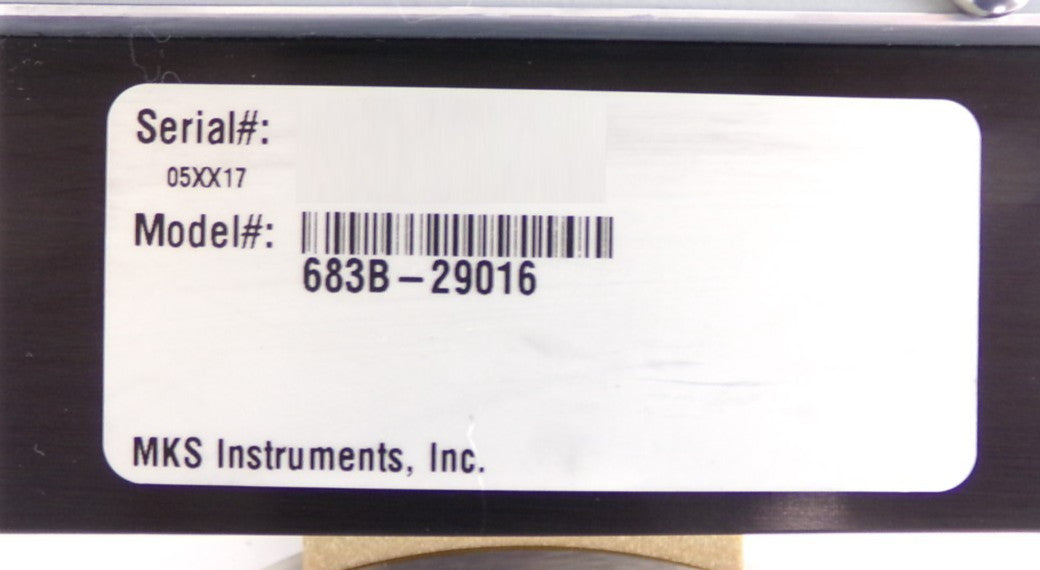 Serial#:
05XX17
Model#:
683B-29016
MKS Instruments, Inc.